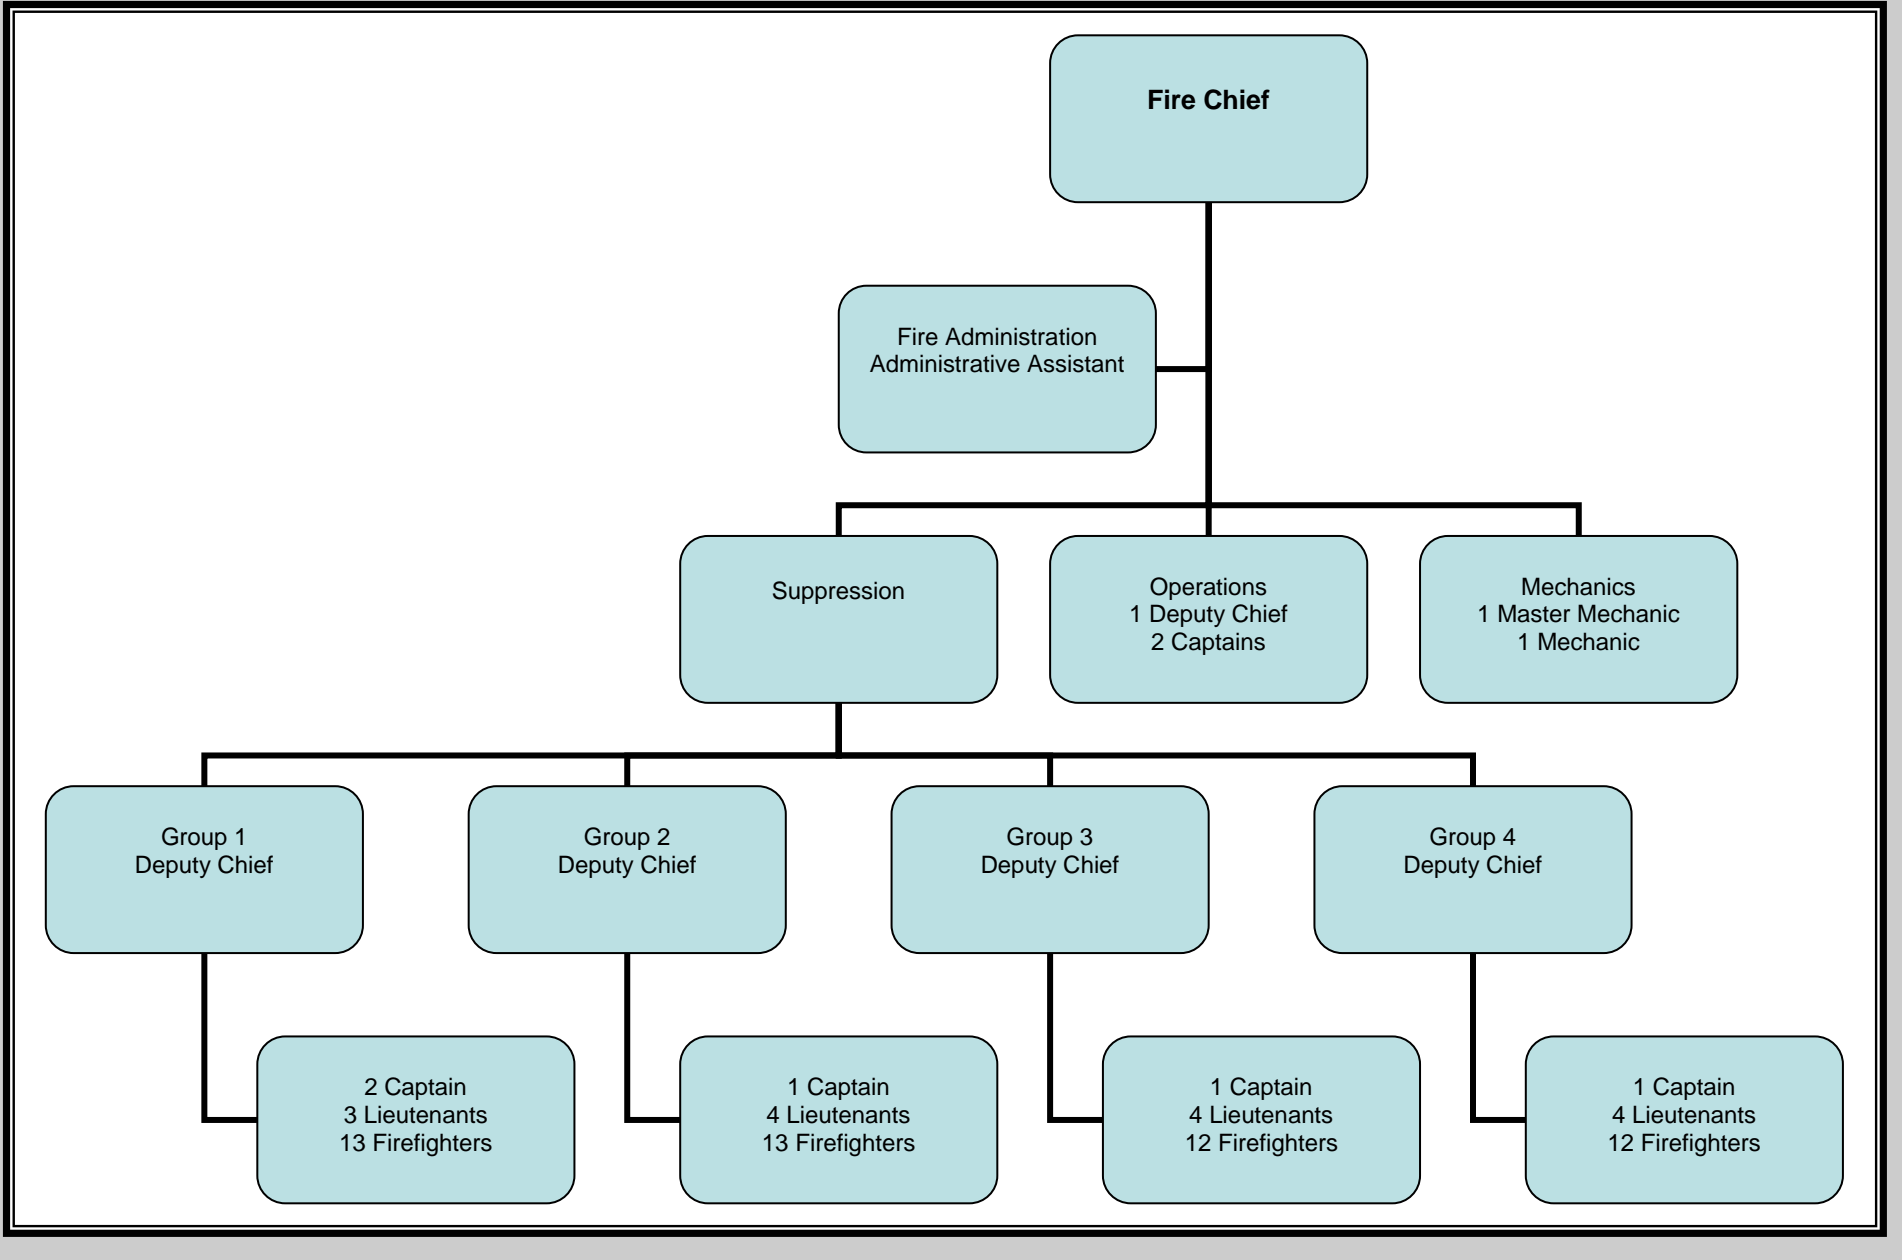 Fire Chief
Fire Administration
Administrative Assistant
Suppression
Operations
1 Deputy Chief
2 Captains
Mechanics
1 Master Mechanic
1 Mechanic
Group 1
Deputy Chief
Group 2
Deputy Chief
Group 3
Deputy Chief
Group 4
Deputy Chief
2 Captain
3 Lieutenants
13 Firefighters
1 Captain
4 Lieutenants
13 Firefighters
1 Captain
4 Lieutenants
12 Firefighters
1 Captain
4 Lieutenants
12 Firefighters